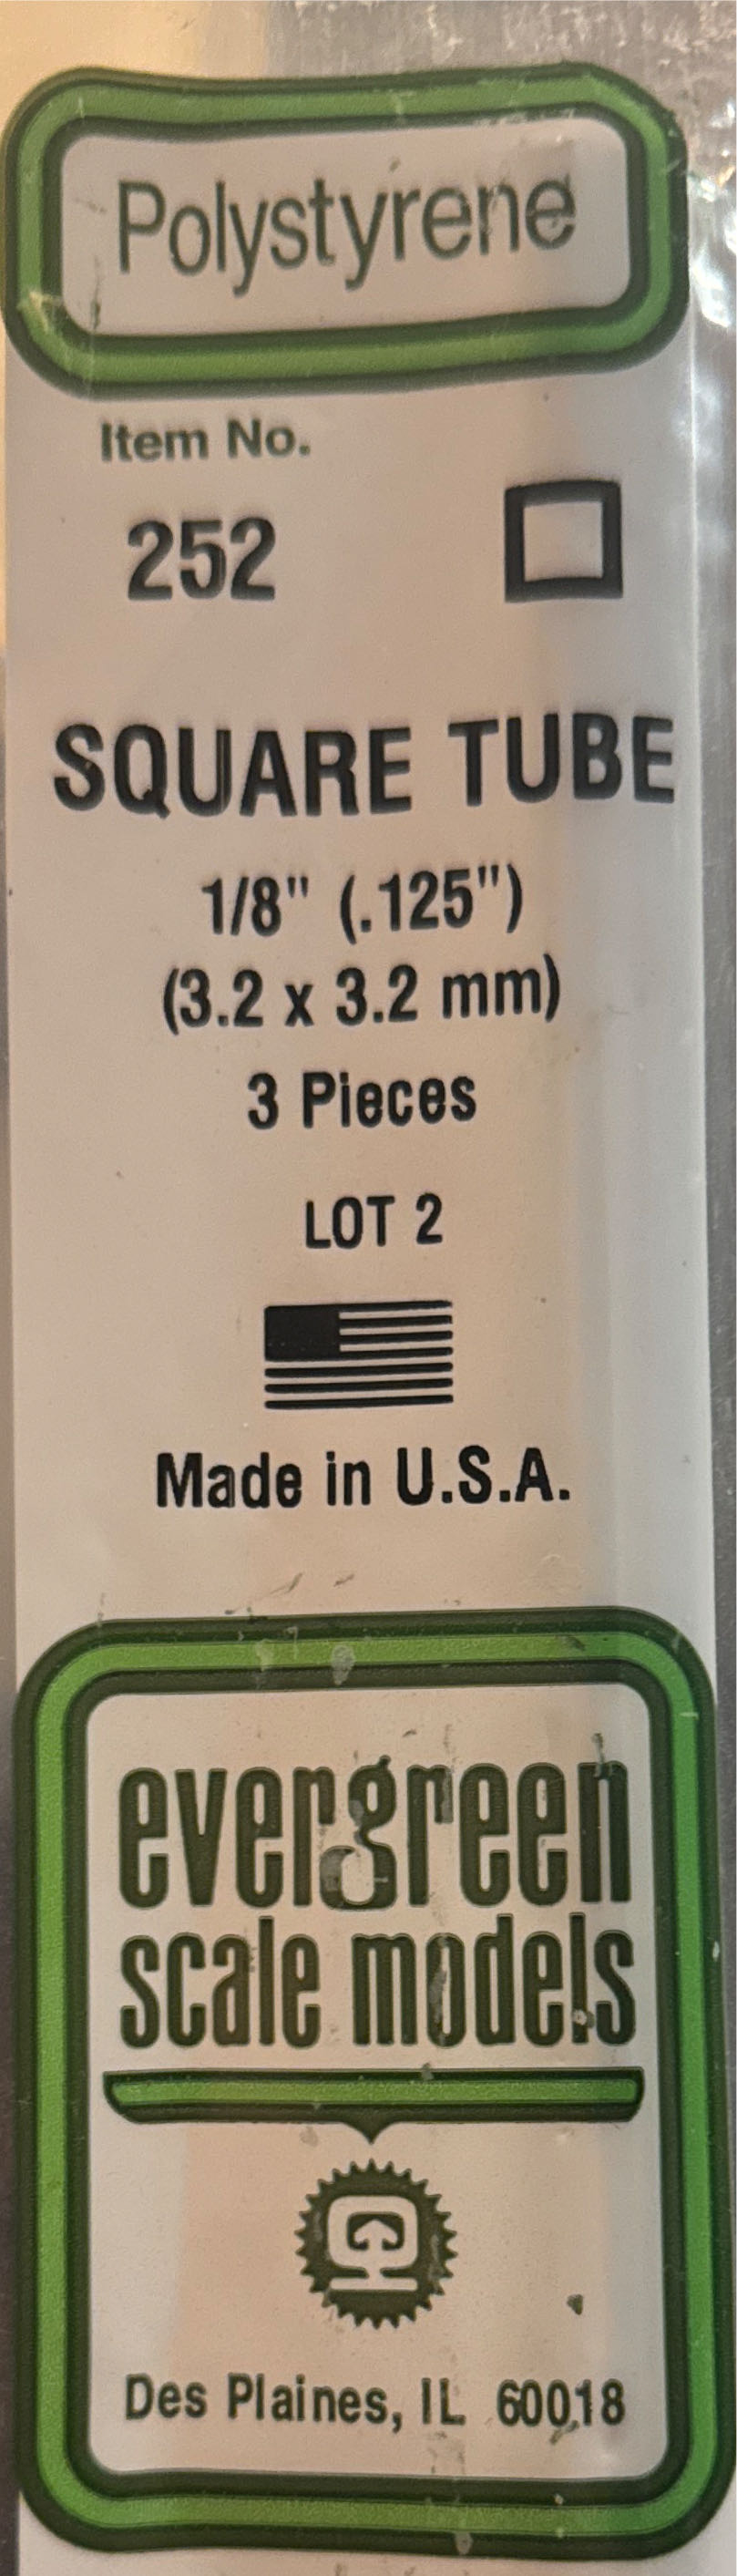 Polystyrene
Item No.
252
SQUARE TUBE
1/8" (.125")
(3.2 x 3.2 mm)
3 Pieces
LOT 2
Made in U.S.A.
evergreen
scale models
Des Plaines, IL 60018